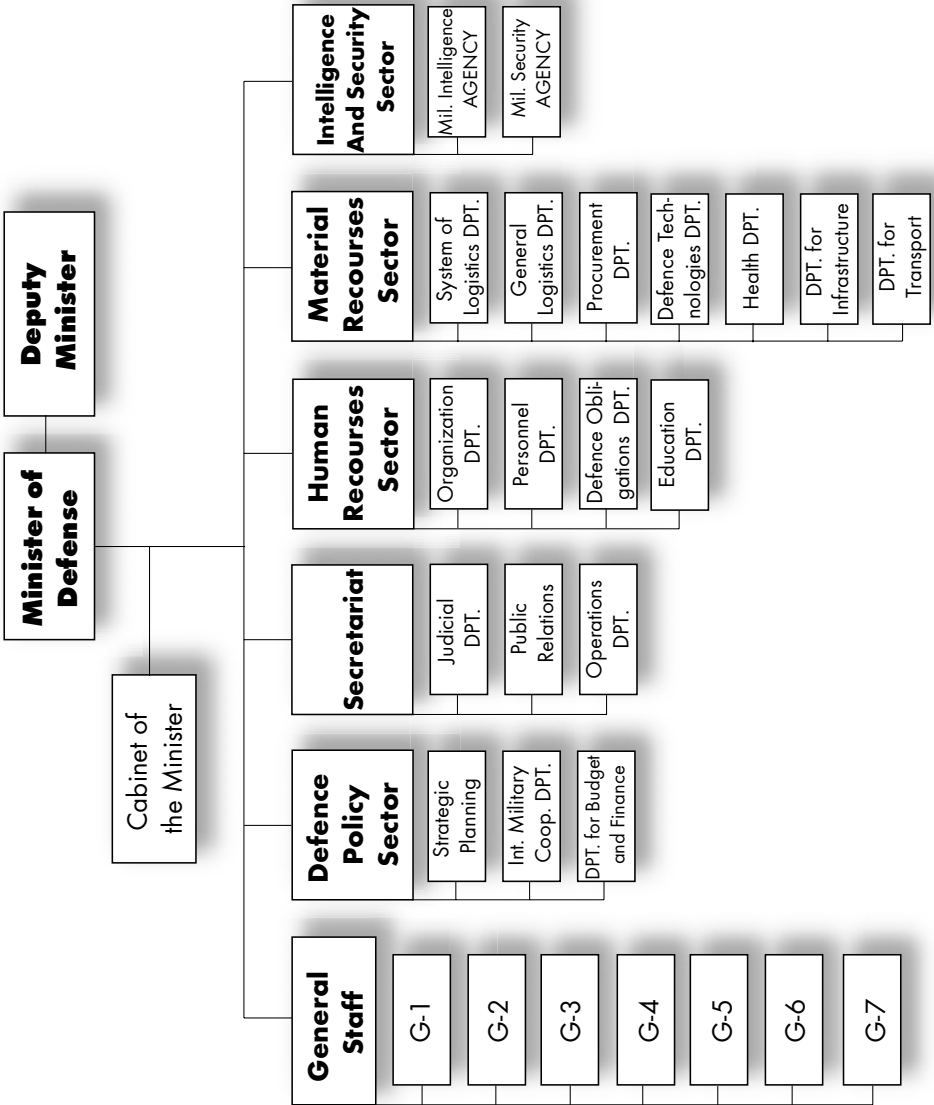 Minister of
Defense
Deputy
Minister
Cabinet of
the Minister
General
Staff
G-1
G-2
G-3
G-4
G-5
G-6
G-7
Defence
Policy
Sector
Strategic
Planning
Int. Military
Coop. DPT.
DPT. for Budget
and Finance
Secretariat
Judicial
DPT.
Public
Relations
Operations
DPT.
Human
Recourses
Sector
Organization
DPT.
Personnel
DPT.
Defence Obli-
gations DPT.
Education
DPT.
Material
Recourses
Sector
System of
Logistics DPT.
General
Logistics DPT.
Procurement
DPT.
Defence Tech-
nologies DPT.
Health DPT.
DPT. for
Infrastructure
DPT. for
Transport
Intelligence
And Security
Sector
Mil. Intelligence
AGENCY
Mil. Security
AGENCY